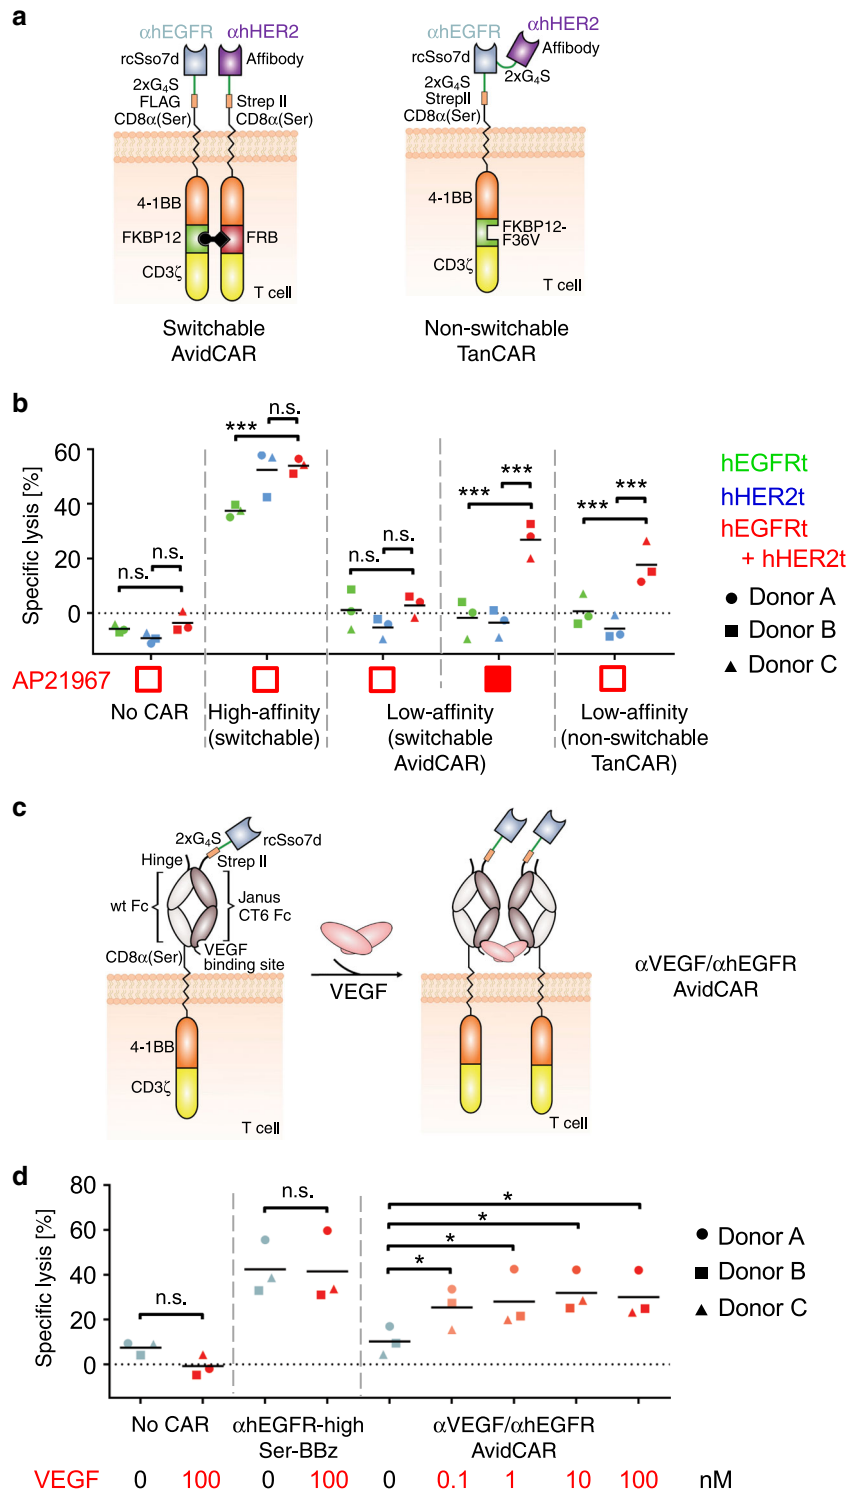 a
αhEGFR αhHER2
rcSso7d
Affibody
2xG4S
FLAG
Strep II
CD8α(Ser)
CD8α(Ser)
4-1BB
FKBP12
FRB
CD3ζ
T cell
Switchable
AvidCAR
αhHER2
αhEGFR
rcSso7d
Affibody
2xG4S
2xG4S
StrepII
CD8α(Ser)
4-1BB
FKBP12-
F36V
CD3ζ
T cell
Non-switchable
TanCAR
b
Specific lysis [%]
60
40
20
0
n.s.
n.s.
***
n.s.
n.s.
n.s.
***
***
***
***
hEGFRt
hHER2t
hEGFRt
+ hHER2t
Donor A
Donor B
Donor C
AP21967
No CAR
High-affinity
(switchable)
Low-affinity
(switchable
AvidCAR)
Low-affinity
(non-switchable
TanCAR)
c
2xG4S
rcSso7d
Hinge
Strep II
wt Fc
Janus
CT6 Fc
CD8α(Ser)
VEGF
binding site
4-1BB
CD3ζ
T cell
VEGF
T cell
αVEGF/αhEGFR
AvidCAR
d
Specific lysis [%]
80
60
40
20
0
n.s.
n.s.
*
*
*
*
Donor A
Donor B
Donor C
No CAR
αhEGFR-high
Ser-BBz
αVEGF/αhEGFR
AvidCAR
VEGF 0 100 0 100 0 0.1 1 10 100 nM